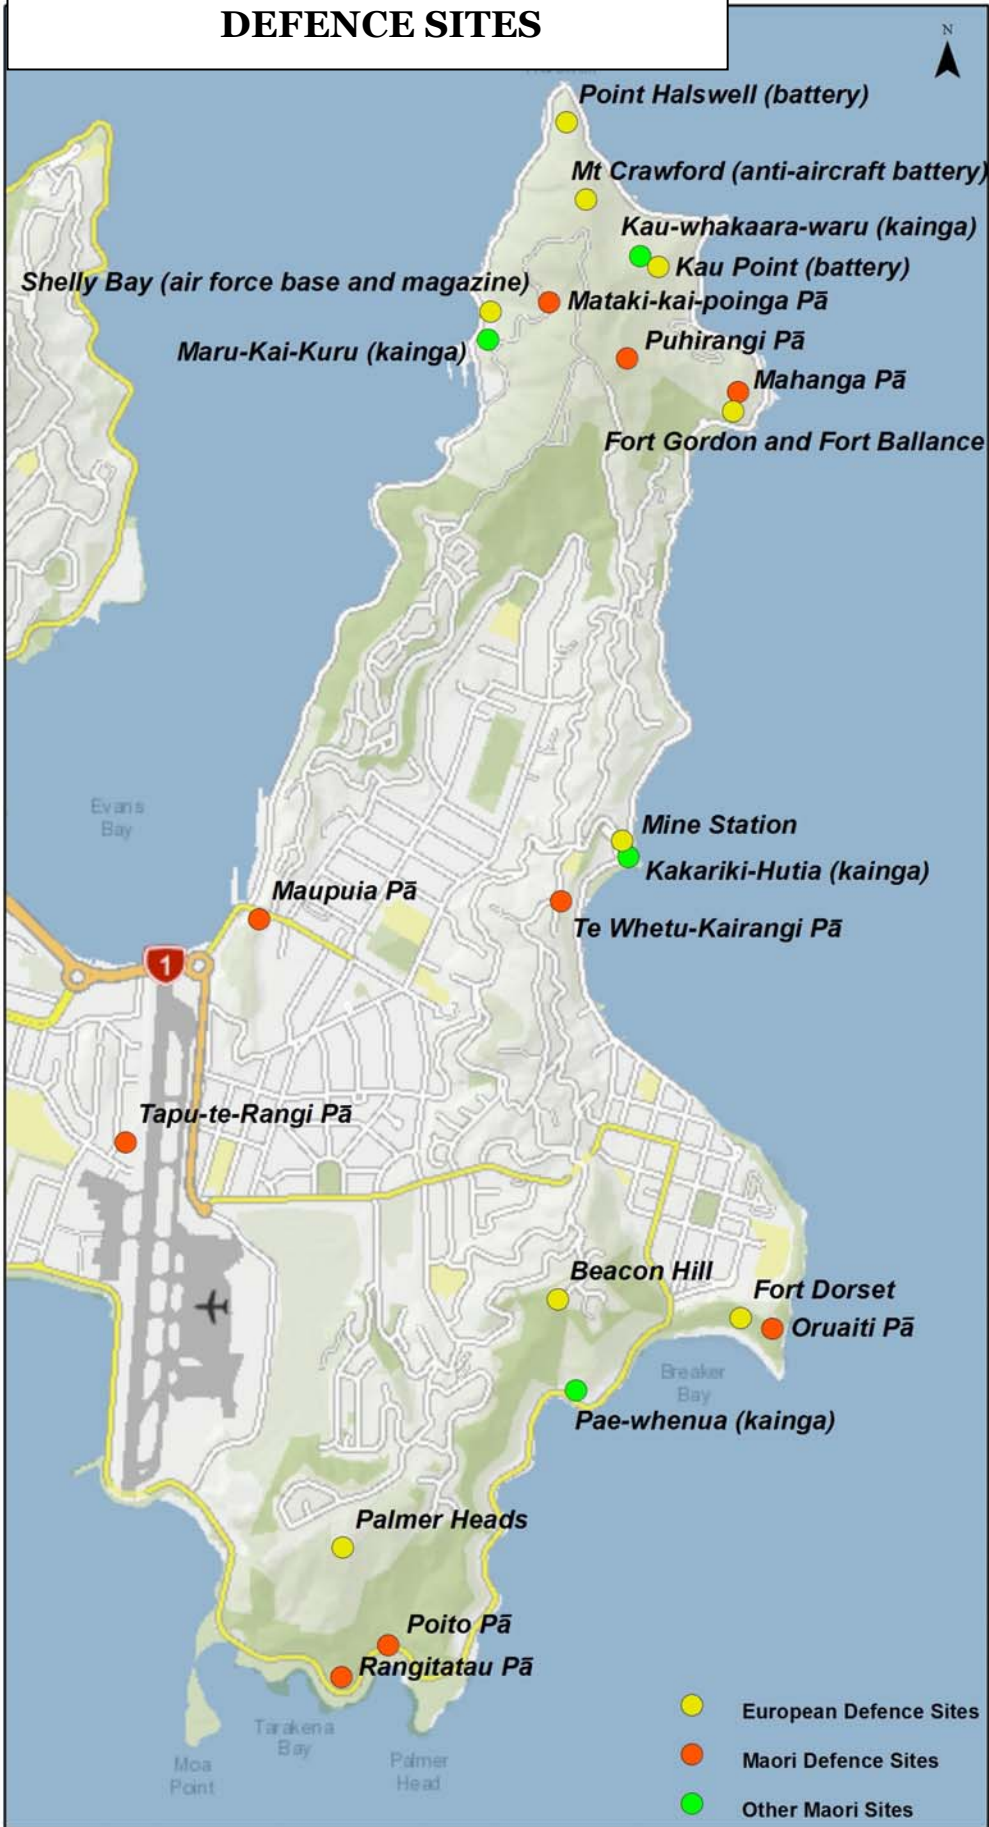 DEFENCE SITES
N
Point Halswell (battery)
Mt Crawford (anti-aircraft battery)
Kau-whakaara-waru (kainga)
Kau Point (battery)
Shelly Bay (air force base and magazine)
Mataki-kai-poinga Pā
Maru-Kai-Kuru (kainga)
Puhirangi Pā
Mahanga Pā
Fort Gordon and Fort Ballance
Evans
Bay
Mine Station
Kakariki-Hutia (kainga)
Maupuia Pā
Te Whetu-Kairangi Pā
1
Tapu-te-Rangi Pā
Beacon Hill
Fort Dorset
Oruaiti Pā
Breaker
Bay
Pae-whenua (kainga)
Palmer Heads
Poito Pā
Rangitatau Pā
Tarakena
Bay
Moa
Point
Palmer
Head
European Defence Sites
Maori Defence Sites
Other Maori Sites